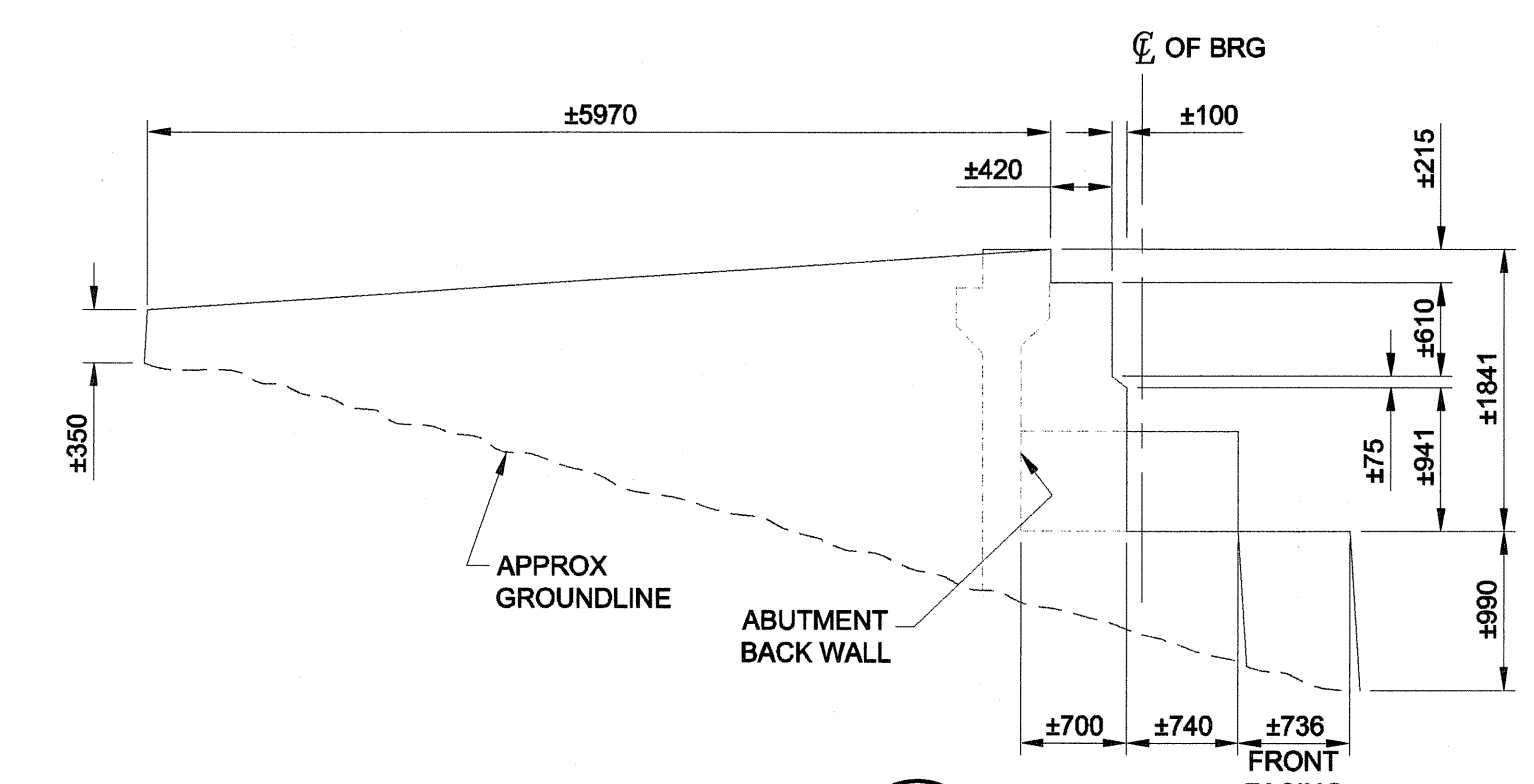 ℄ OF BRG
±5970
±100
±420
±215
±610
±1841
±350
±75
±941
APPROX
GROUNDLINE
ABUTMENT
BACK WALL
±990
±700
±740
±736
FRONT